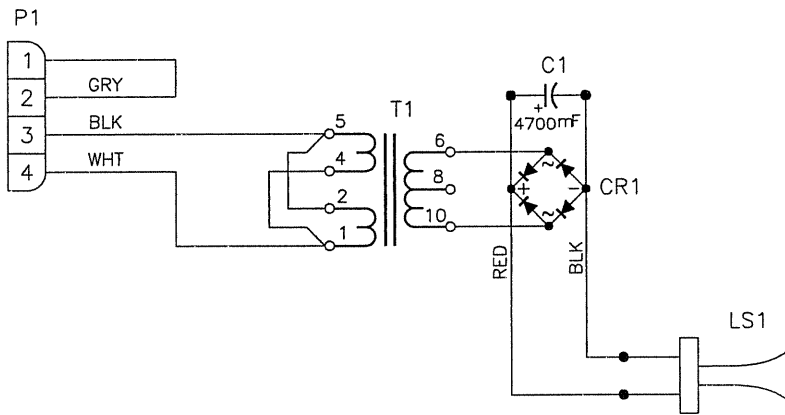 P1
1
2
3
4
GRY
BLK
WHT
T1
5
4
2
1
6
8
10
C1
+
4700mF
~
+
-
~
CR1
RED
BLK
LS1